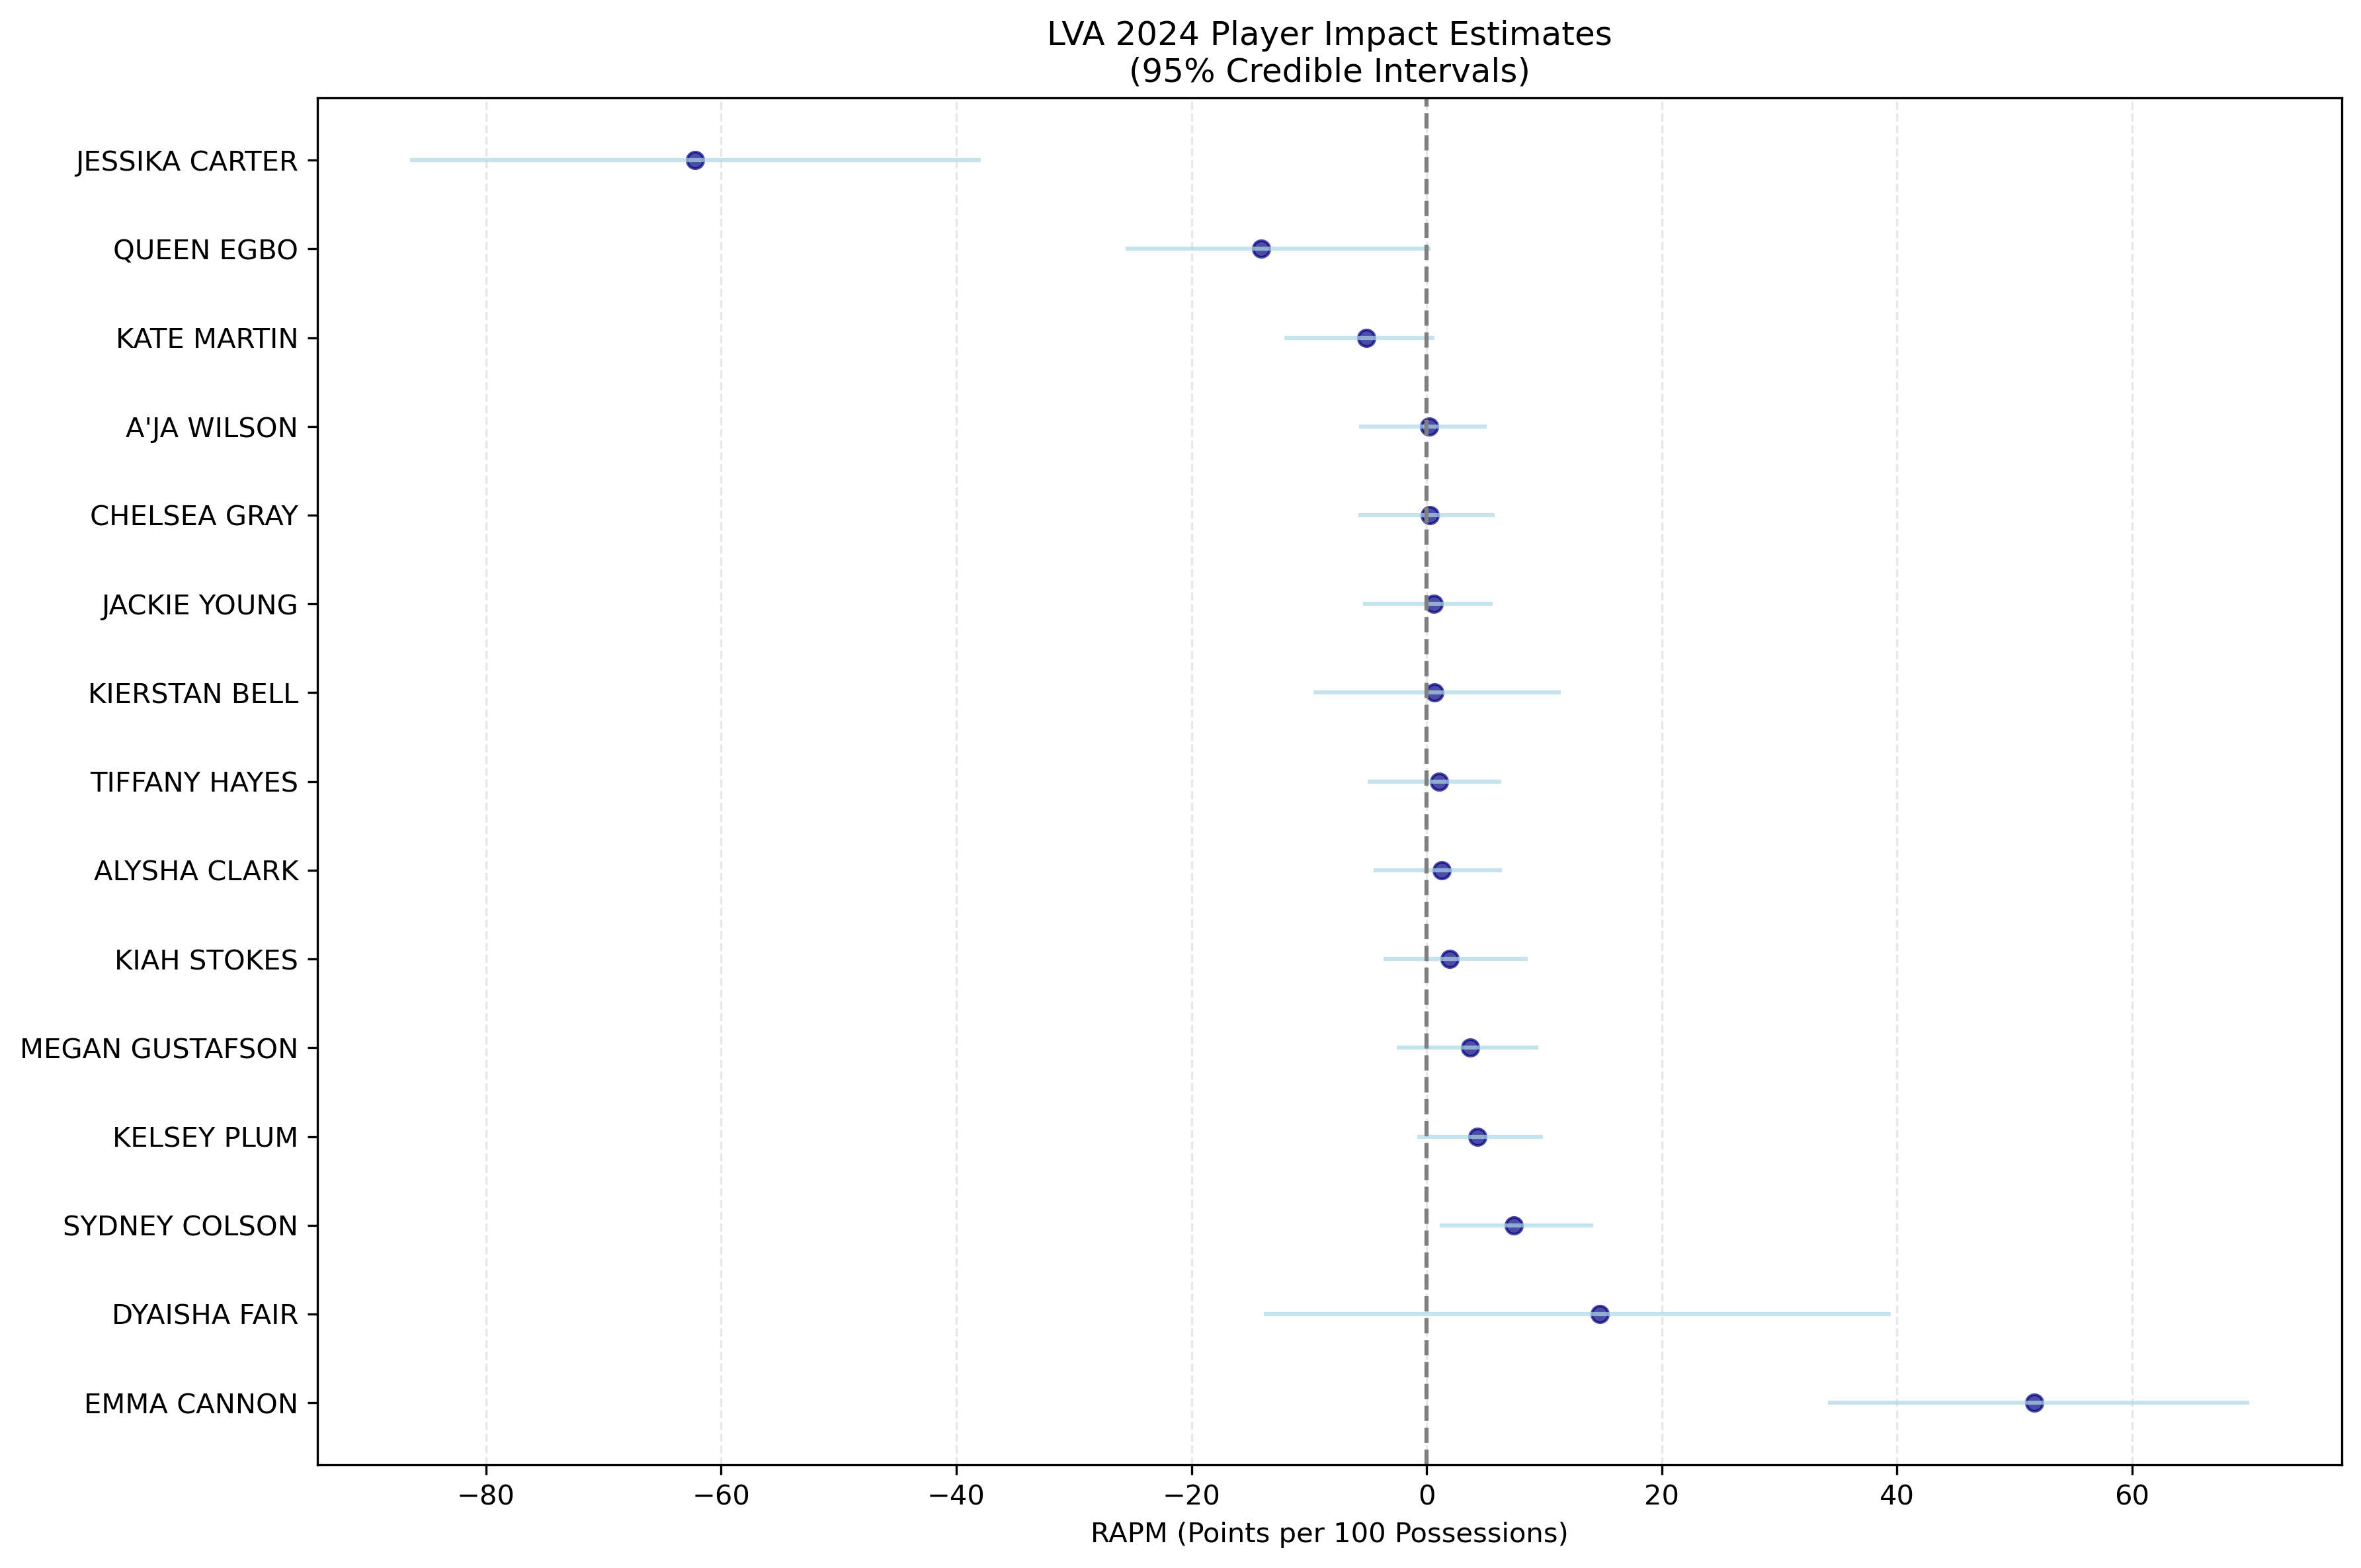 LVA 2024 Player Impact Estimates
(95% Credible Intervals)
JESSIKA CARTER
QUEEN EGBO
KATE MARTIN
A'JA WILSON
CHELSEA GRAY
JACKIE YOUNG
KIERSTAN BELL
TIFFANY HAYES
ALYSHA CLARK
KIAH STOKES
MEGAN GUSTAFSON
KELSEY PLUM
SYDNEY COLSON
DYAISHA FAIR
EMMA CANNON
−80 −60 −40 −20 0 20 40 60
RAPM (Points per 100 Possessions)